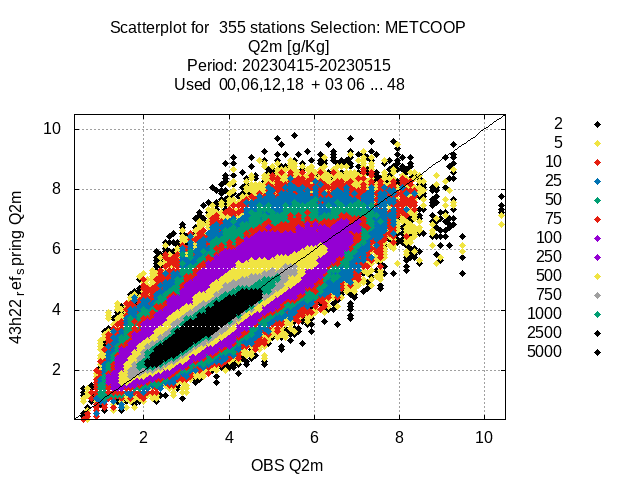 Scatterplot for 355 stations Selection: METCOOP
Q2m [g/Kg]
Period: 20230415-20230515
Used 00,06,12,18 + 03 06 ... 48
10
8
6
4
2
43h22_ref_spring Q2m
2 4 6 8 10
OBS Q2m
2
5
10
25
50
75
100
250
500
750
1000
2500
5000